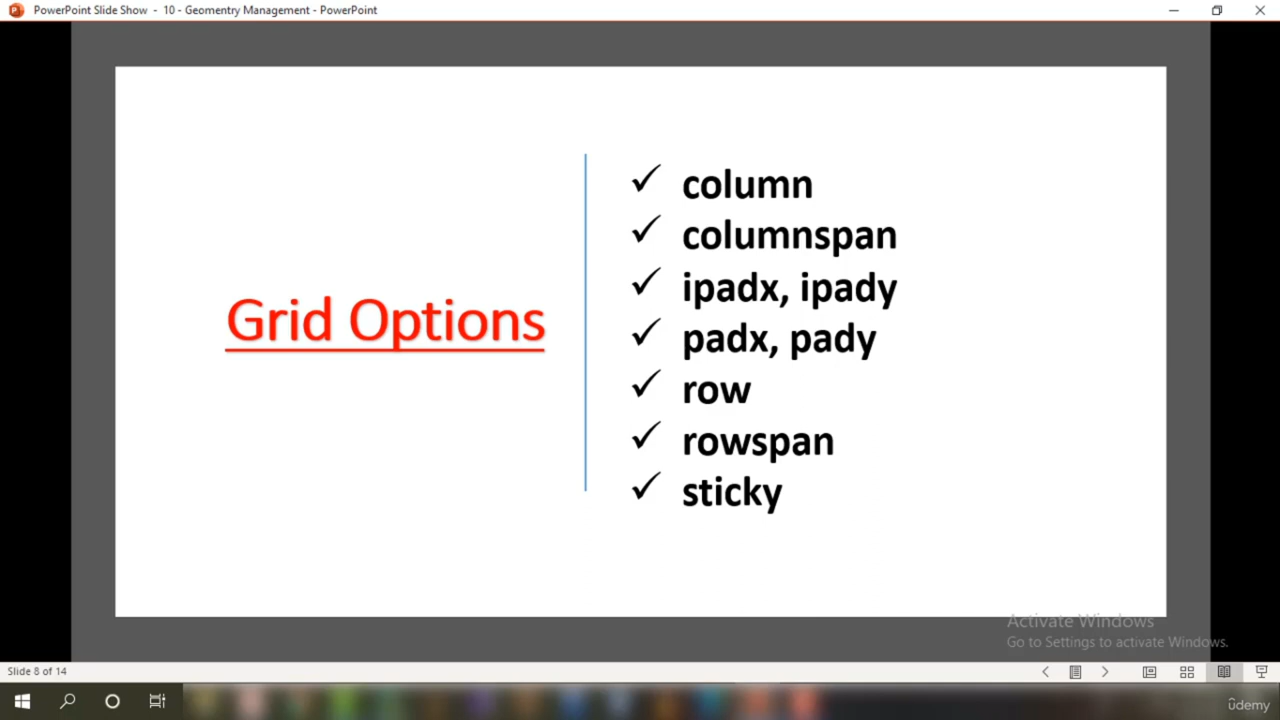 PowerPoint Slide Show - 10 - Geomentry Management - PowerPoint
Grid Options
✓ column
✓ columnspan
✓ ipadx, ipady
✓ padx, pady
✓ row
✓ rowspan
✓ sticky
Activate Windows
Go to Settings to activate Windows.
Slide 8 of 14
ûdemy